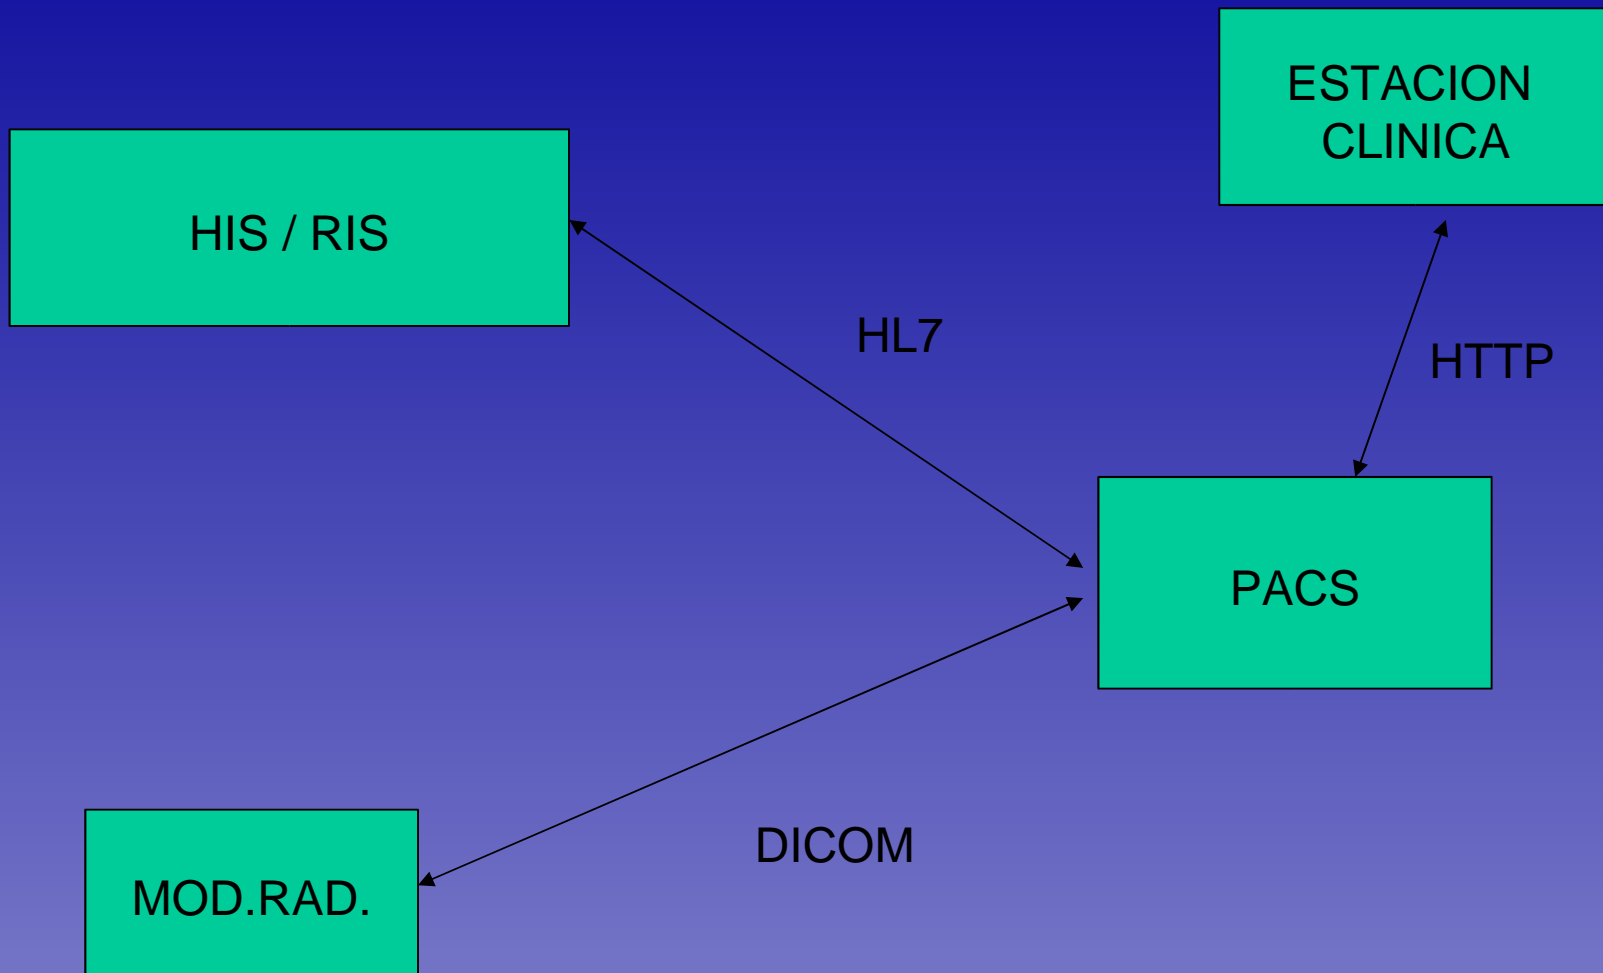 ESTACION
CLINICA
HIS / RIS
HL7
HTTP
PACS
DICOM
MOD.RAD.